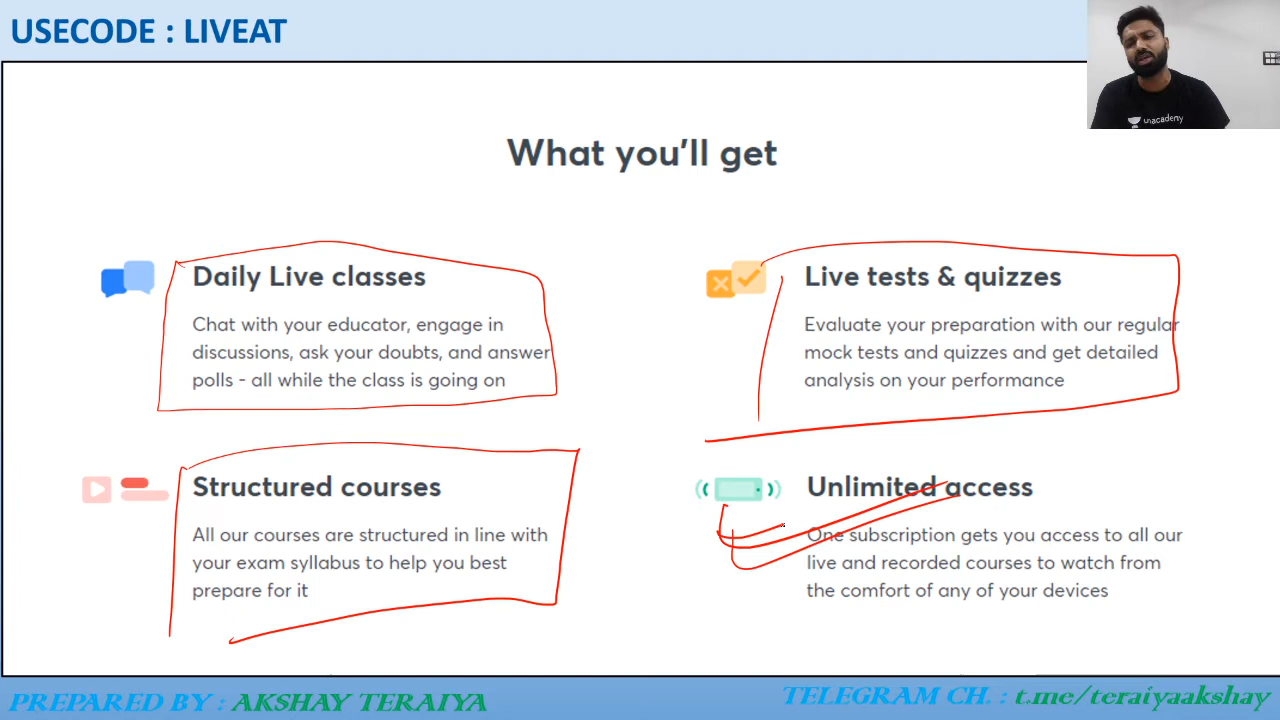 USECODE : LIVEAT
unacademy
What you'll get
Daily Live classes
Chat with your educator, engage in
discussions, ask your doubts, and answer
polls - all while the class is going on
Live tests & quizzes
Evaluate your preparation with our regular
mock tests and quizzes and get detailed
analysis on your performance
Structured courses
All our courses are structured in line with
your exam syllabus to help you best
prepare for it
Unlimited access
One subscription gets you access to all our
live and recorded courses to watch from
the comfort of any of your devices
PREPARED BY : AKSHAY TERAIYA
TELEGRAM CH. : t.me/teraiyaakshay